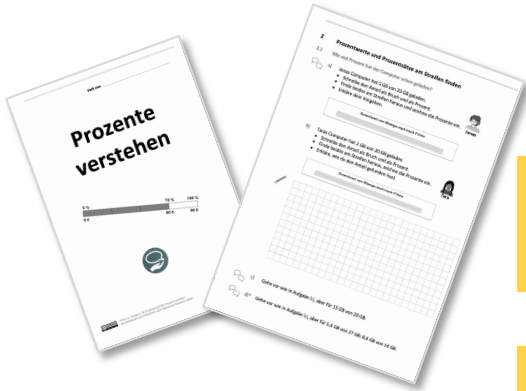 Heft von
Prozente
verstehen
0 % 75 % 100 %
0 € 60 € 80 €
2 Prozentwerte und Prozentsätze am Streifen finden
2.1 Wie viel Prozent hat der Computer schon geladen?
a) Jonas Computer hat 5 GB von 20 GB geladen.
Schreibe den Anteil als Bruch und als Prozent.
Finde beides am Streifen heraus, zeichne die Prozente ein.
Erkläre dein Vorgehen.
Jonas
b) Taras Computer hat 2 GB von 20 GB geladen.
Schreibe den Anteil als Bruch und als Prozent.
Finde beides am Streifen heraus, zeichne die Prozente ein.
Erkläre, wie du den Anteil gefunden hast.
Tara
c) Gehe vor wie in Aufgabe b), aber für 15 GB von 20 GB.
d)* Gehe vor wie in Aufgabe b), aber für 5,4 GB von 27 GB; 8,4 GB von 14 GB.